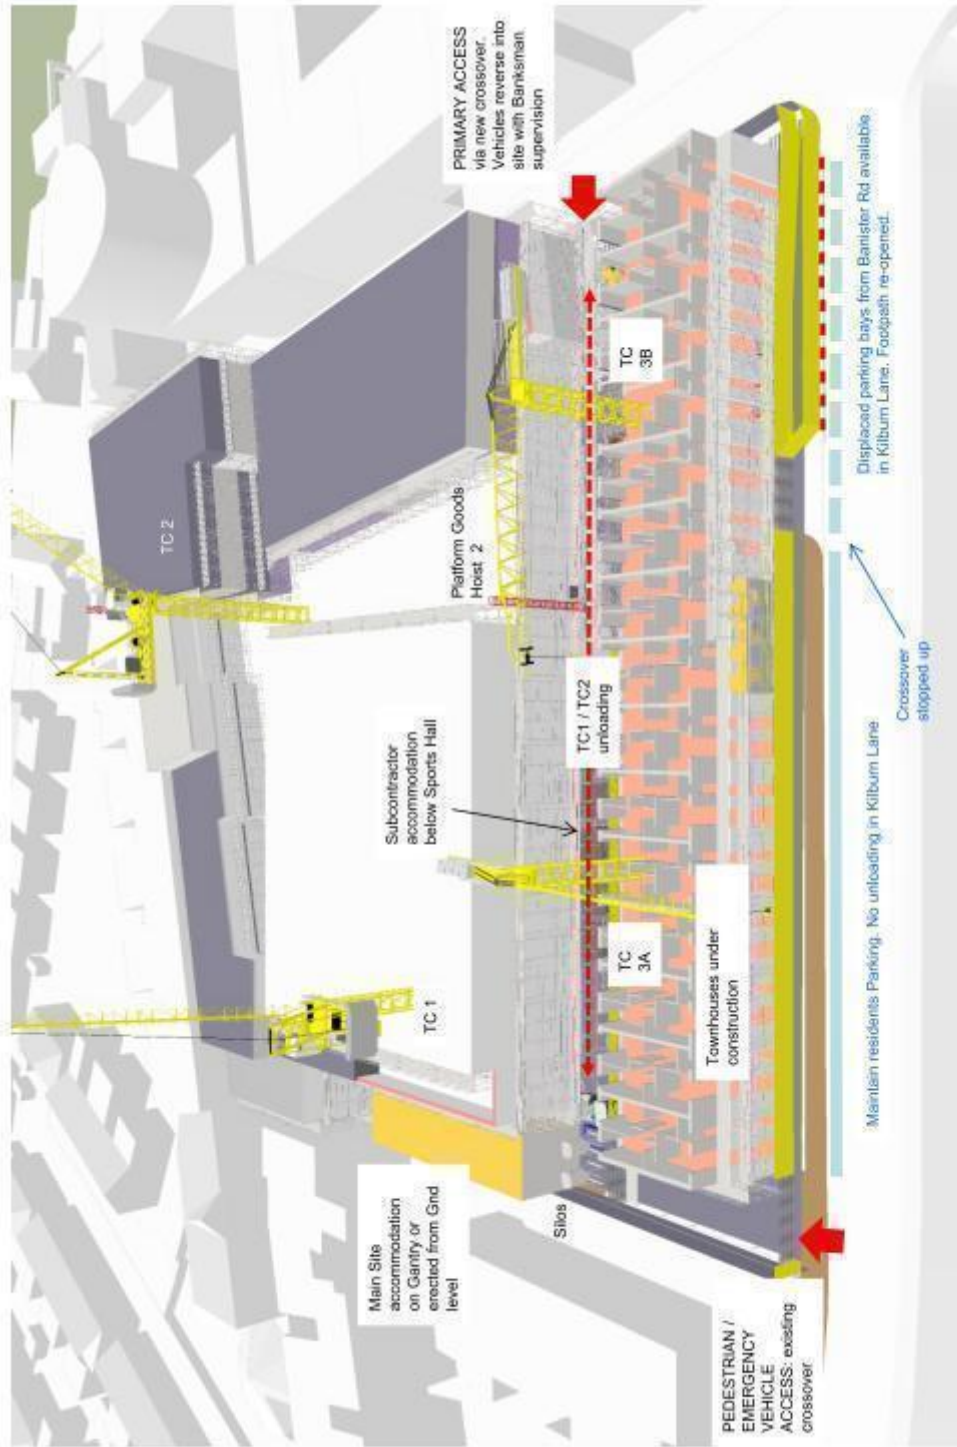 PRIMARY ACCESS
via new crossover.
Vehicles reverse into
site with Banksman
supervision
TC 2
Platform Goods
Hoist 2
Subcontractor
accommodation
below Sports Hall
TC 1
Main Site
accommodation
on Gantry or
erected from Gnd
level
Silos
TC
3A
TC1 / TC2
unloading
TC
3B
Townhouses under
construction
PEDESTRIAN /
EMERGENCY
VEHICLE
ACCESS: existing
crossover
Maintain residents Parking. No unloading in Kilburn Lane
Crossover
stopped up
Displaced parking bays from Banister Rd available
in Kilburn Lane. Footpath re-opened.